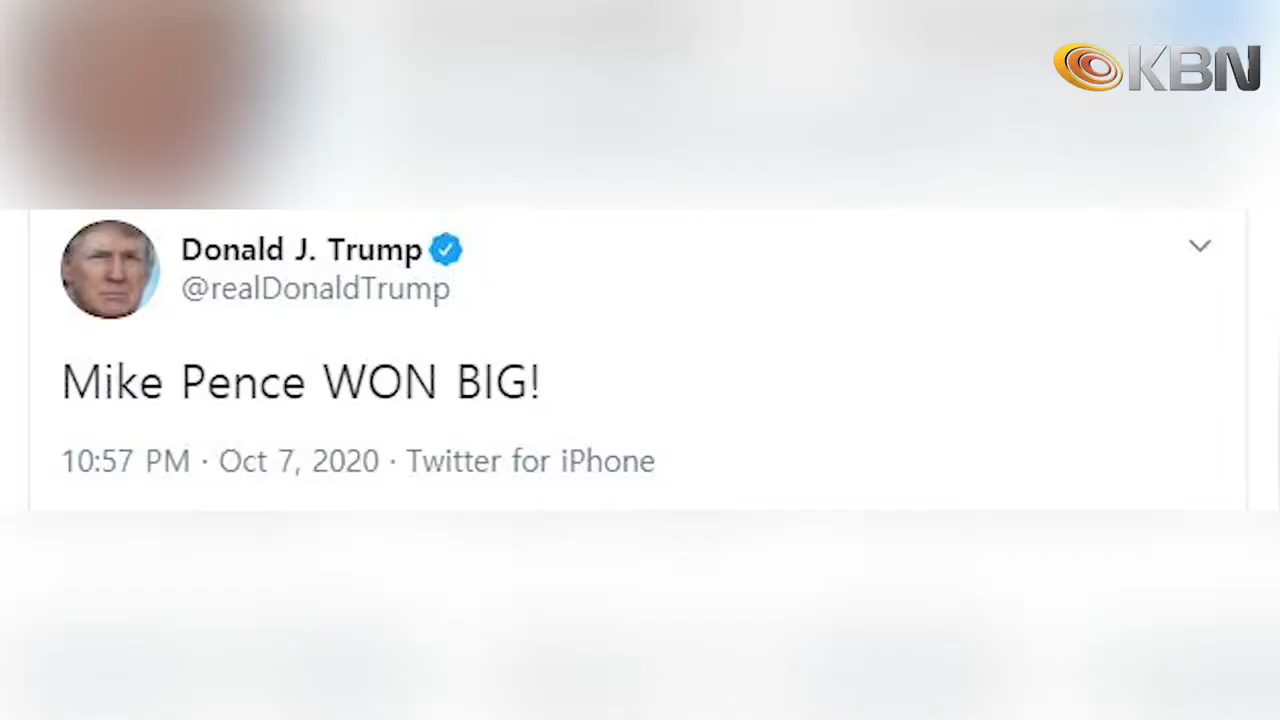 KBN
Donald J. Trump
@realDonaldTrump
Mike Pence WON BIG!
10:57 PM · Oct 7, 2020 · Twitter for iPhone